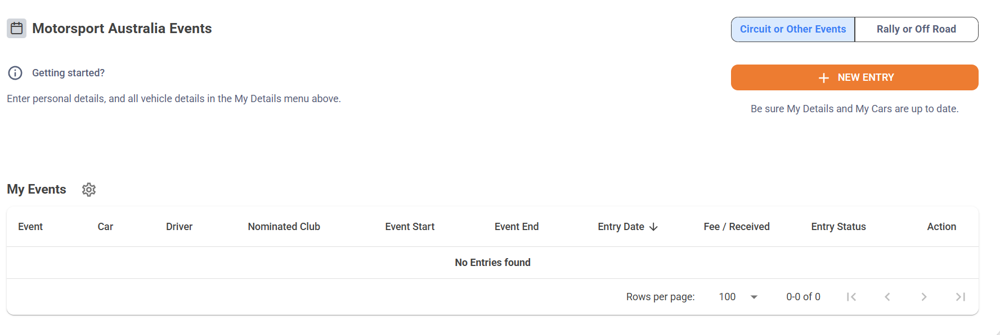 Motorsport Australia Events
Circuit or Other Events
Rally or Off Road
Getting started?
NEW ENTRY
Enter personal details, and all vehicle details in the My Details menu above.
Be sure My Details and My Cars are up to date.
My Events
Event Car Driver Nominated Club Event Start Event End Entry Date Fee / Received Entry Status Action
No Entries found
Rows per page: 100 0-0 of 0